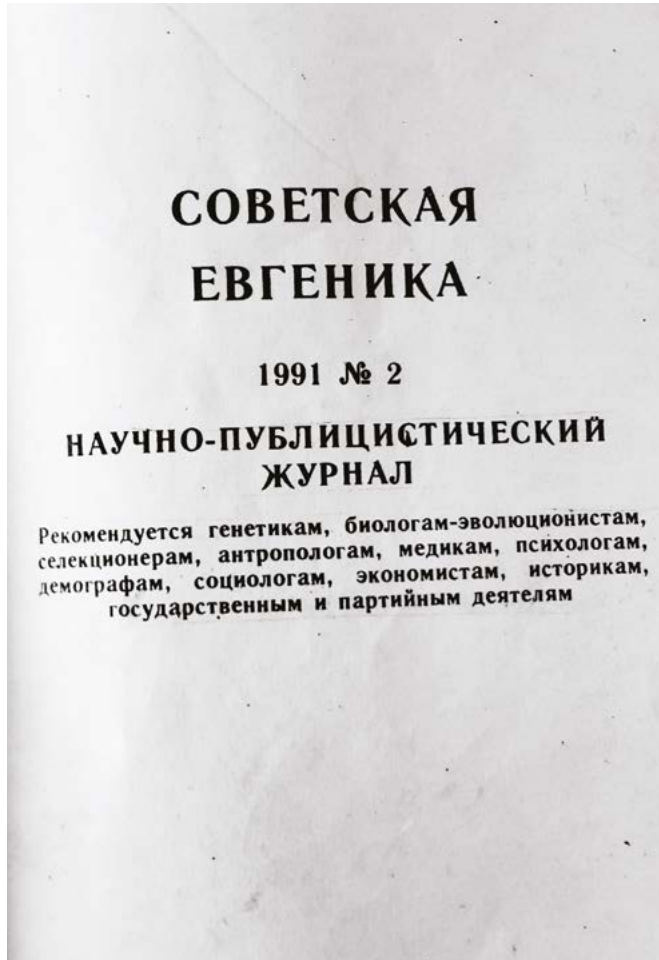 СОВЕТСКАЯ
ЕВГЕНИКА
1991 № 2
НАУЧНО-ПУБЛИЦИСТИЧЕСКИЙ
ЖУРНАЛ
Рекомендуется генетикам, биологам-эволюционистам,
селекционерам, антропологам, медикам, психологам,
демографам, социологам, экономистам, историкам,
государственным и партийным деятелям